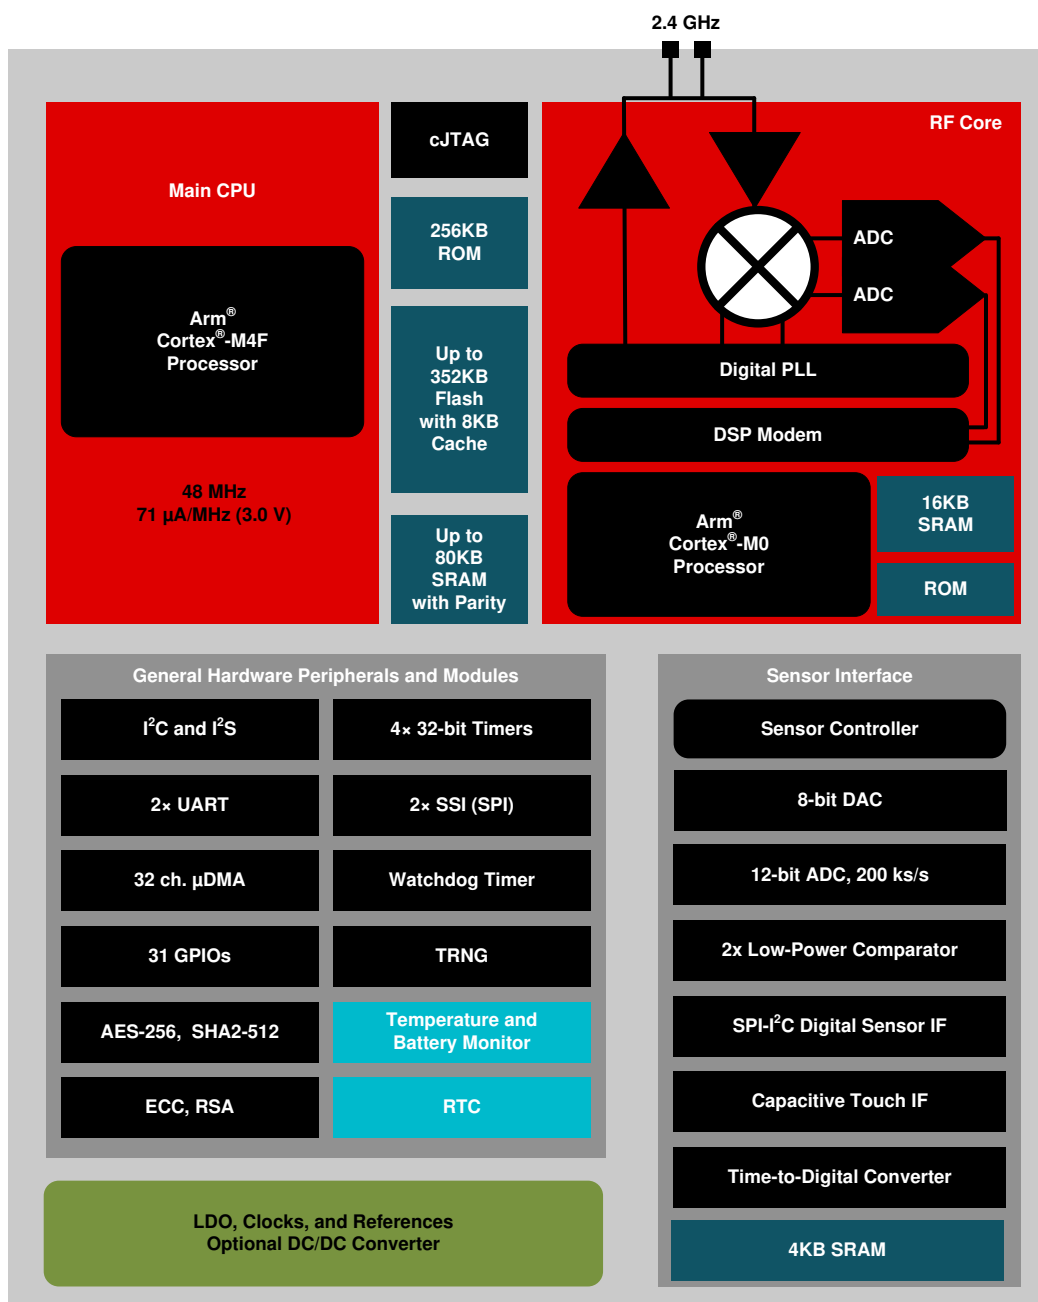 2.4 GHz
Main CPU
Arm®
Cortex®-M4F
Processor
48 MHz
71 µA/MHz (3.0 V)
cJTAG
256KB
ROM
Up to
352KB
Flash
with 8KB
Cache
Up to
80KB
SRAM
with Parity
RF Core
ADC
ADC
Digital PLL
DSP Modem
Arm®
Cortex®-M0
Processor
16KB
SRAM
ROM
General Hardware Peripherals and Modules
I²C and I²S
4× 32-bit Timers
2× UART
2× SSI (SPI)
32 ch. µDMA
Watchdog Timer
31 GPIOs
TRNG
AES-256, SHA2-512
Temperature and
Battery Monitor
ECC, RSA
RTC
LDO, Clocks, and References
Optional DC/DC Converter
Sensor Interface
Sensor Controller
8-bit DAC
12-bit ADC, 200 ks/s
2x Low-Power Comparator
SPI-I²C Digital Sensor IF
Capacitive Touch IF
Time-to-Digital Converter
4KB SRAM